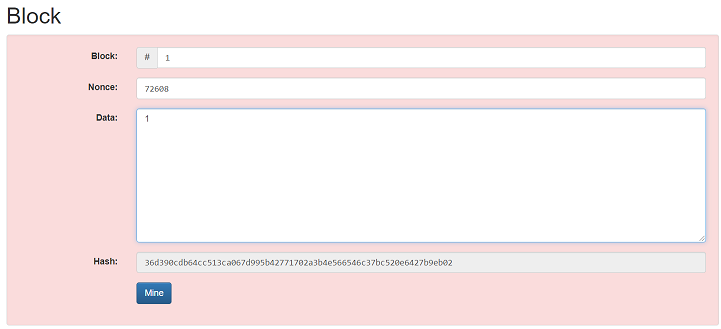 Block
Block: # 1
Nonce: 72608
Data: 1
Hash: 36d390cdb64cc513ca067d995b42771702a3b4e566546c37bc520e6427b9eb02
Mine